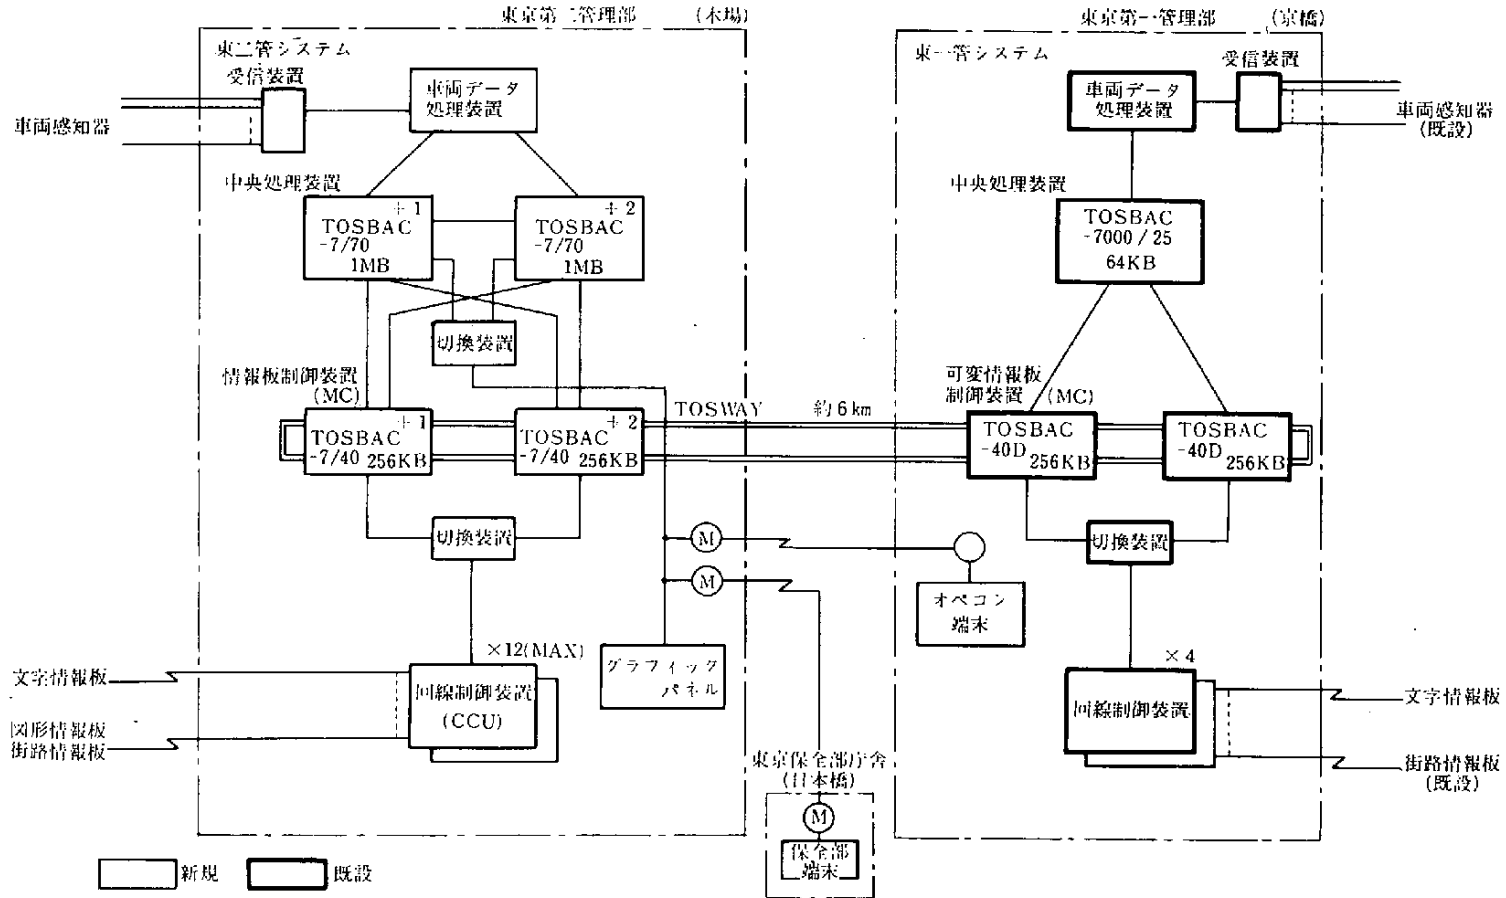 東京第二管理部 (木場)
東二管システム
受信装置
車両データ
処理装置
車両感知器
中央処理装置
#1
TOSBAC
-7/70
1MB
#2
TOSBAC
-7/70
1MB
切換装置
情報板制御装置
(MC)
#1
TOSBAC
-7/40 256KB
#2
TOSBAC
-7/40 256KB
TOSWAY 約6km
切換装置
M
M
×12(MAX)
回線制御装置
(CCU)
グラフィック
パネル
文字情報板
図形情報板
街路情報板
東京保全部庁舎
(日本橋)
M
保全部
端末
東京第一管理部 (京橋)
東一管システム
受信装置
車両データ
処理装置
車両感知器
(既設)
中央処理装置
TOSBAC
-7000/25
64KB
可変情報板
制御装置 (MC)
TOSBAC
-40D 256KB
TOSBAC
-40D 256KB
切換装置
オペコン
端末
×4
回線制御装置
文字情報板
街路情報板
(既設)
新規
既設